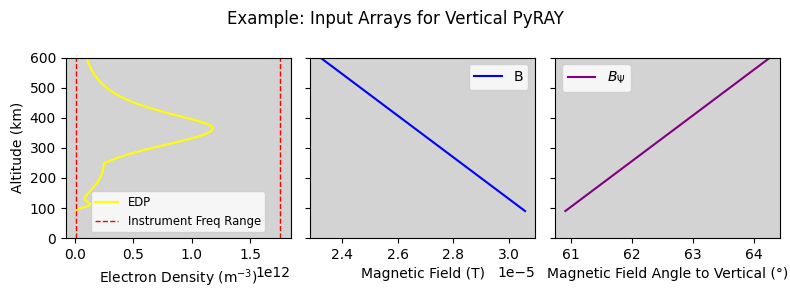 Example: Input Arrays for Vertical PyRAY
Altitude (km)
600
500
400
300
200
100
0
EDP
Instrument Freq Range
0.0 0.5 1.0 1.5
1e12
Electron Density (m⁻³)
B
2.4 2.6 2.8 3.0
1e−5
Magnetic Field (T)
B_Ψ
61 62 63 64
Magnetic Field Angle to Vertical (°)